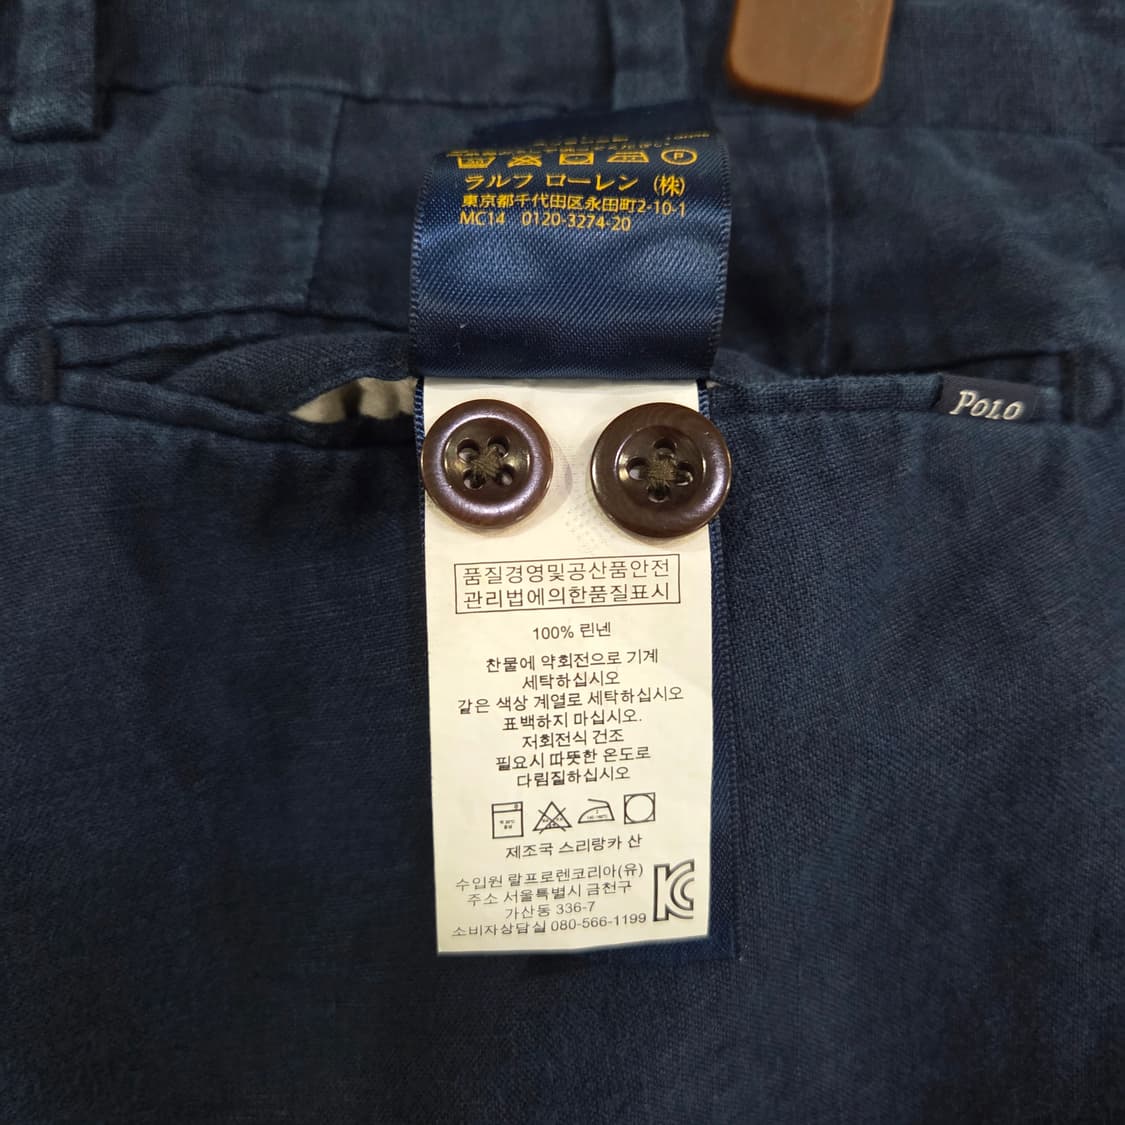 ラルフ ローレン (株)
東京都千代田区永田町2-10-1
MC14 0120-3274-20
POLO
품질경영및공산품안전
관리법에의한품질표시
100% 린넨
찬물에 약회전으로 기계
세탁하십시오
같은 색상 계열로 세탁하십시오
표백하지 마십시오.
저회전식 건조
필요시 따뜻한 온도로
다림질하십시오
제조국 스리랑카 산
수입원 랄프로렌코리아(유)
주소 서울특별시 금천구
가산동 336-7
소비자상담실 080-566-1199